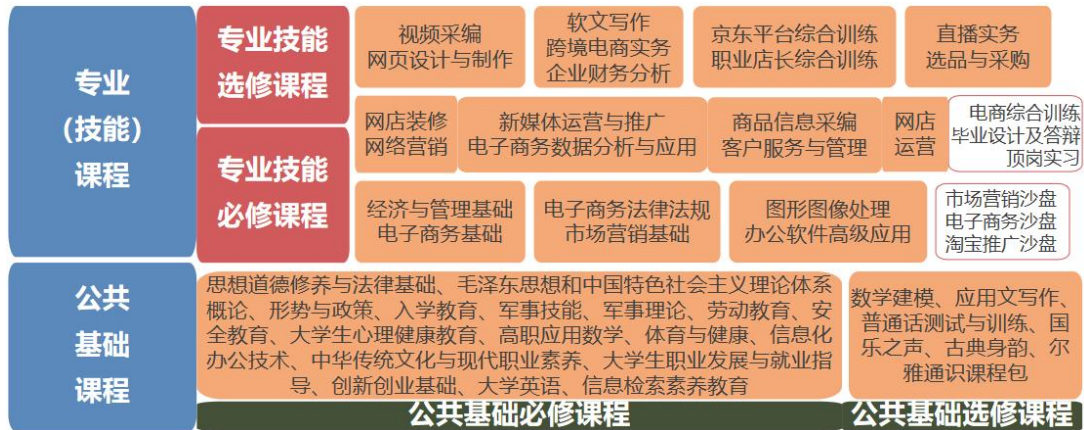 专业
（技能）
课程
专业技能
选修课程
视频采编
网页设计与制作
软文写作
跨境电商实务
企业财务分析
京东平台综合训练
职业店长综合训练
直播实务
选品与采购
专业技能
必修课程
网店装修
网络营销
新媒体运营与推广
电子商务数据分析与应用
商品信息采编
客户服务与管理
网店
运营
电商综合训练
毕业设计及答辩
顶岗实习
经济与管理基础
电子商务基础
电子商务法律法规
市场营销基础
图形图像处理
办公软件高级应用
市场营销沙盘
电子商务沙盘
淘宝推广沙盘
公共
基础
课程
思想道德修养与法律基础、毛泽东思想和中国特色社会主义理论体系
概论、形势与政策、入学教育、军事技能、军事理论、劳动教育、安
全教育、大学生心理健康教育、高职应用数学、体育与健康、信息化
办公技术、中华传统文化与现代职业素养、大学生职业发展与就业指
导、创新创业基础、大学英语、信息检索素养教育
数学建模、应用文写作、
普通话测试与训练、国
乐之声、古典身韵、尔
雅通识课程包
公共基础必修课程
公共基础选修课程